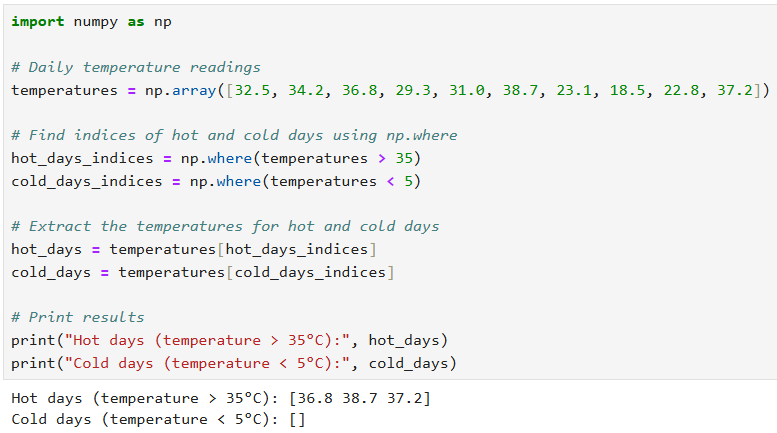 import numpy as np
# Daily temperature readings
temperatures = np.array([32.5, 34.2, 36.8, 29.3, 31.0, 38.7, 23.1, 18.5, 22.8, 37.2])
# Find indices of hot and cold days using np.where
hot_days_indices = np.where(temperatures > 35)
cold_days_indices = np.where(temperatures < 5)
# Extract the temperatures for hot and cold days
hot_days = temperatures[hot_days_indices]
cold_days = temperatures[cold_days_indices]
# Print results
print("Hot days (temperature > 35°C):", hot_days)
print("Cold days (temperature < 5°C):", cold_days)
Hot days (temperature > 35°C): [36.8 38.7 37.2]
Cold days (temperature < 5°C): []